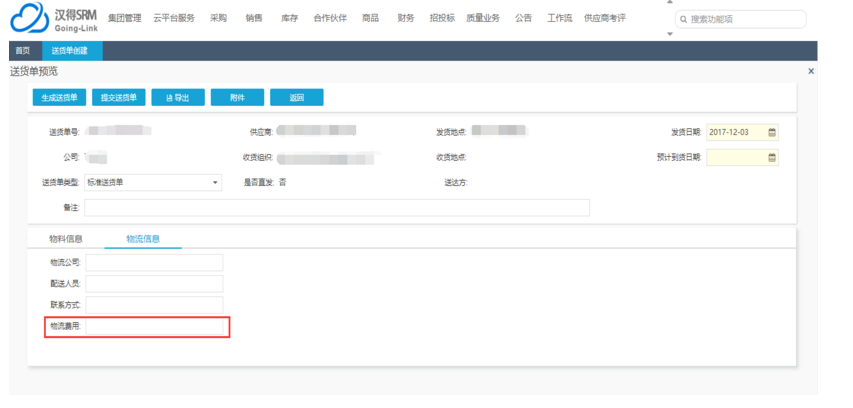 汉得SRM
Going-Link
集团管理 云平台服务 采购 销售 库存 合作伙伴 商品 财务 招投标 质量业务 公告 工作流 供应商考评
搜索功能项
首页 送货单创建
送货单预览 x
生成送货单 提交送货单 导出 附件 返回
送货单号: 供应商: 发货地点: 发货日期: 2017-12-03
公司: 收货组织: 收货地点: 预计到货日期:
送货单类型: 标准送货单 是否直发: 否 送达方:
备注:
物料信息 物流信息
物流公司:
配送人员:
联系方式:
物流费用: